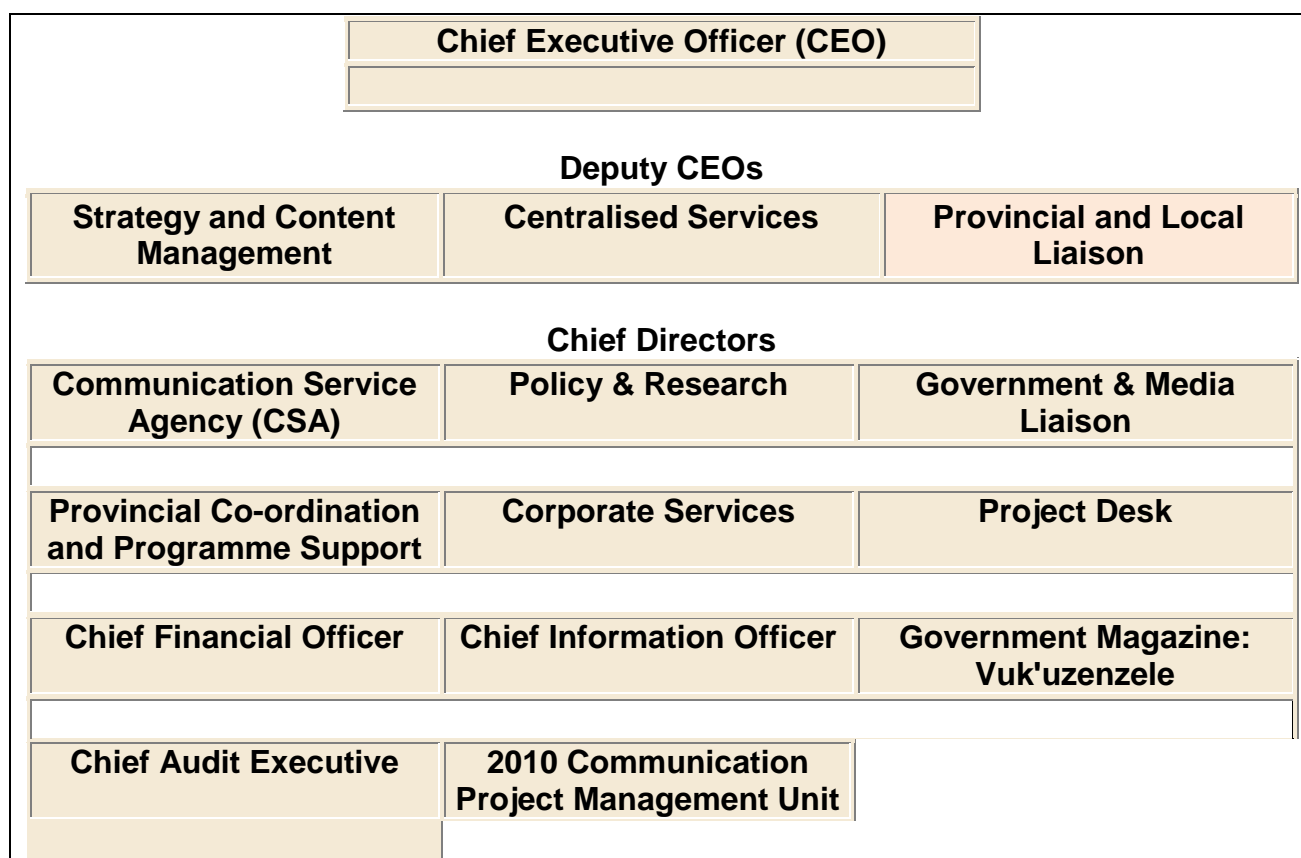 Chief Executive Officer (CEO)
Deputy CEOs
Strategy and Content
Management
Centralised Services
Provincial and Local
Liaison
Chief Directors
Communication Service
Agency (CSA)
Policy & Research
Government & Media
Liaison
Provincial Co-ordination
and Programme Support
Corporate Services
Project Desk
Chief Financial Officer
Chief Information Officer
Government Magazine:
Vuk'uzenzele
Chief Audit Executive
2010 Communication
Project Management Unit